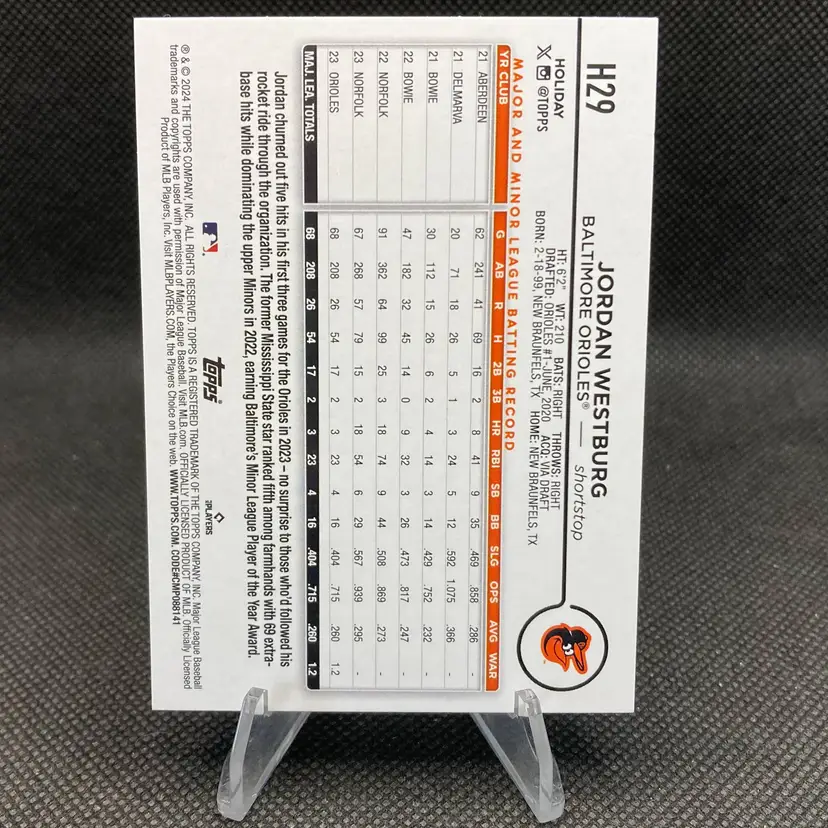 H29
JORDAN WESTBURG
BALTIMORE ORIOLES® — shortstop
HOLIDAY
@TOPPS
HT: 6'2" WT: 210 BATS: RIGHT THROWS: RIGHT
DRAFTED: ORIOLES #1-JUNE, 2020 ACQ: VIA DRAFT
BORN: 2-18-99, NEW BRAUNFELS, TX HOME: NEW BRAUNFELS, TX
MAJOR AND MINOR LEAGUE BATTING RECORD
YR CLUB G AB R H 2B 3B HR RBI SB BB SLG OPS AVG WAR
21 ABERDEEN 62 241 41 69 16 2 8 41 9 35 .469 .858 .286 -
21 DELMARVA 20 71 18 26 5 1 3 24 5 12 .592 1.075 .366 -
21 BOWIE 30 112 15 26 6 2 4 14 3 14 .429 .752 .232 -
22 BOWIE 47 182 32 45 14 0 9 32 3 26 .473 .817 .247 -
22 NORFOLK 91 362 64 99 25 3 18 74 9 44 .508 .869 .273 -
23 NORFOLK 67 268 57 79 15 2 18 54 6 29 .567 .939 .295 -
23 ORIOLES 68 208 26 54 17 2 3 23 4 16 .404 .715 .260 1.2
MAJ. LEA. TOTALS 68 208 26 54 17 2 3 23 4 16 .404 .715 .260 1.2
Jordan churned out five hits in his first three games for the Orioles in 2023 – no surprise to those who'd followed his
rocket ride through the organization. The former Mississippi State star ranked fifth among farmhands with 69 extra-
base hits while dominating the upper Minors in 2022, earning Baltimore's Minor League Player of the Year Award.
topps
PLAYERS
® & © 2024 THE TOPPS COMPANY, INC. ALL RIGHTS RESERVED. TOPPS IS A REGISTERED TRADEMARK OF THE TOPPS COMPANY, INC. Major League Baseball
trademarks and copyrights are used with permission of Major League Baseball. Visit MLB.com. OFFICIALLY LICENSED PRODUCT OF MLB. Officially Licensed
Product of MLB Players, Inc. Visit MLBPLAYERS.COM, the Players Choice on the web. WWW.TOPPS.COM. CODE#CMP088141